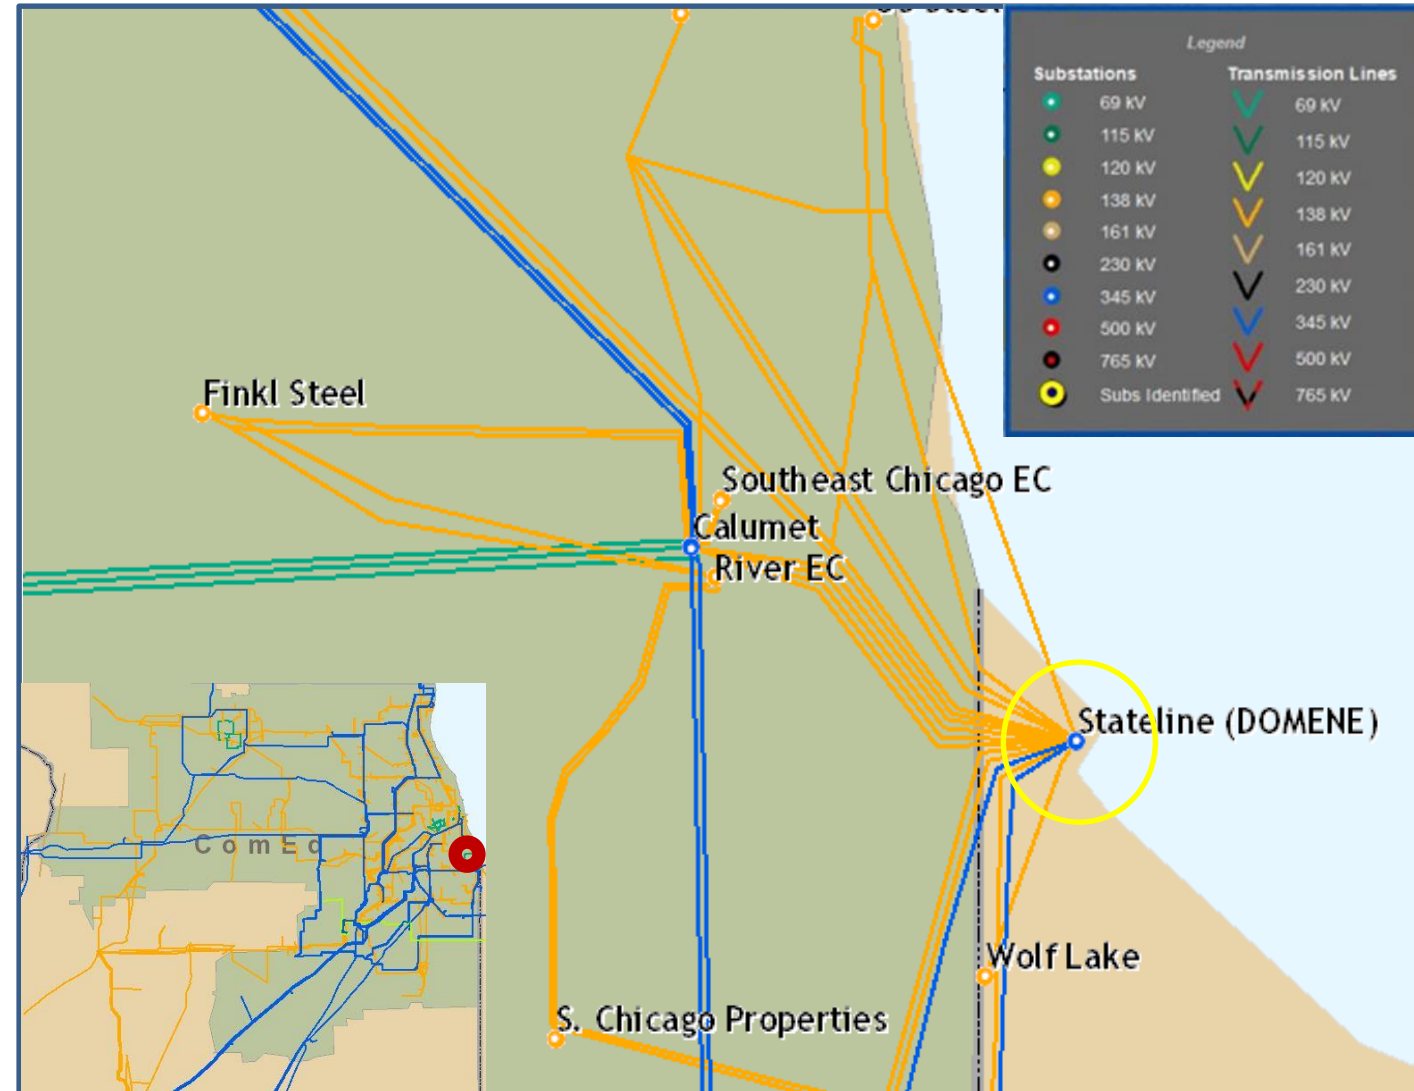 Legend
Substations Transmission Lines
69 kV 69 kV
115 kV 115 kV
120 kV 120 kV
138 kV 138 kV
161 kV 161 kV
230 kV 230 kV
345 kV 345 kV
500 kV 500 kV
765 kV 765 kV
Subs Identified
Finkl Steel
Southeast Chicago EC
Calumet
River EC
Stateline (DOMENE)
ComEd
Wolf Lake
S. Chicago Properties